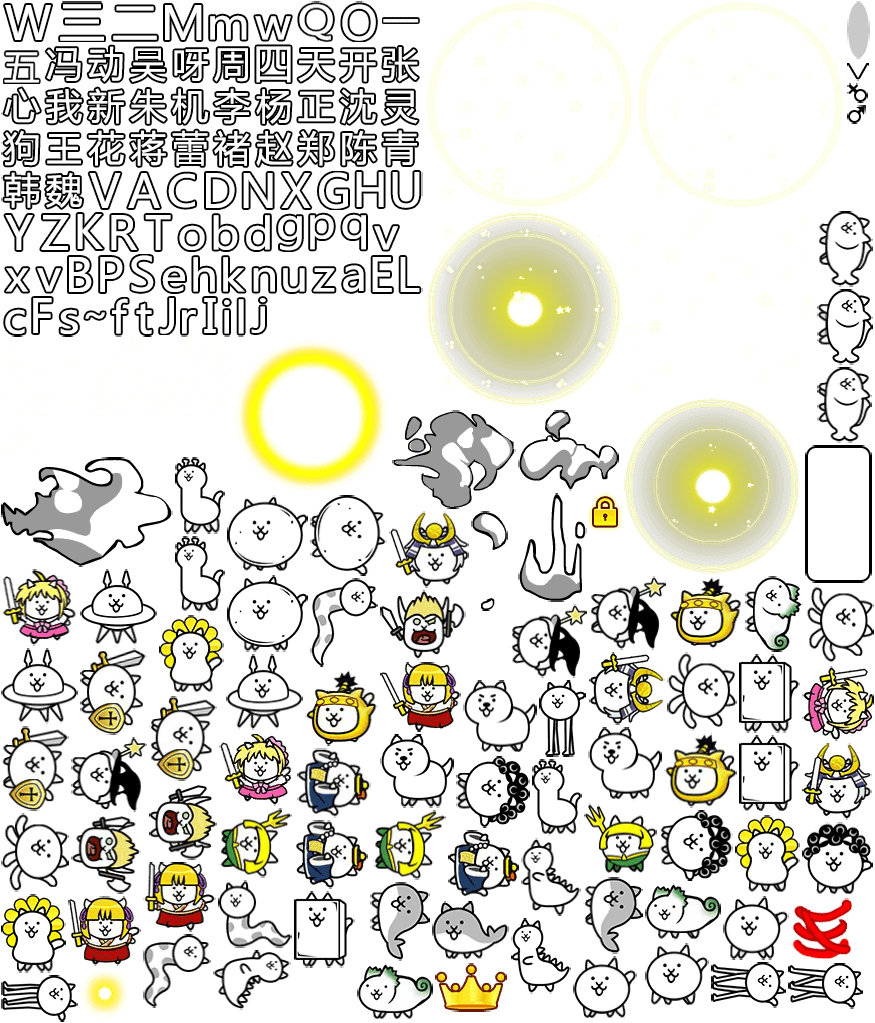 W三二MmwQO一
五冯动吴呀周四天开张
心我新朱机李杨正沈灵
狗王花蒋蕾褚赵郑陈青
韩魏VACDNXGHU
YZKRTobdgpqv
xvBPSehknuzaEL
cFs~ftJrIilj